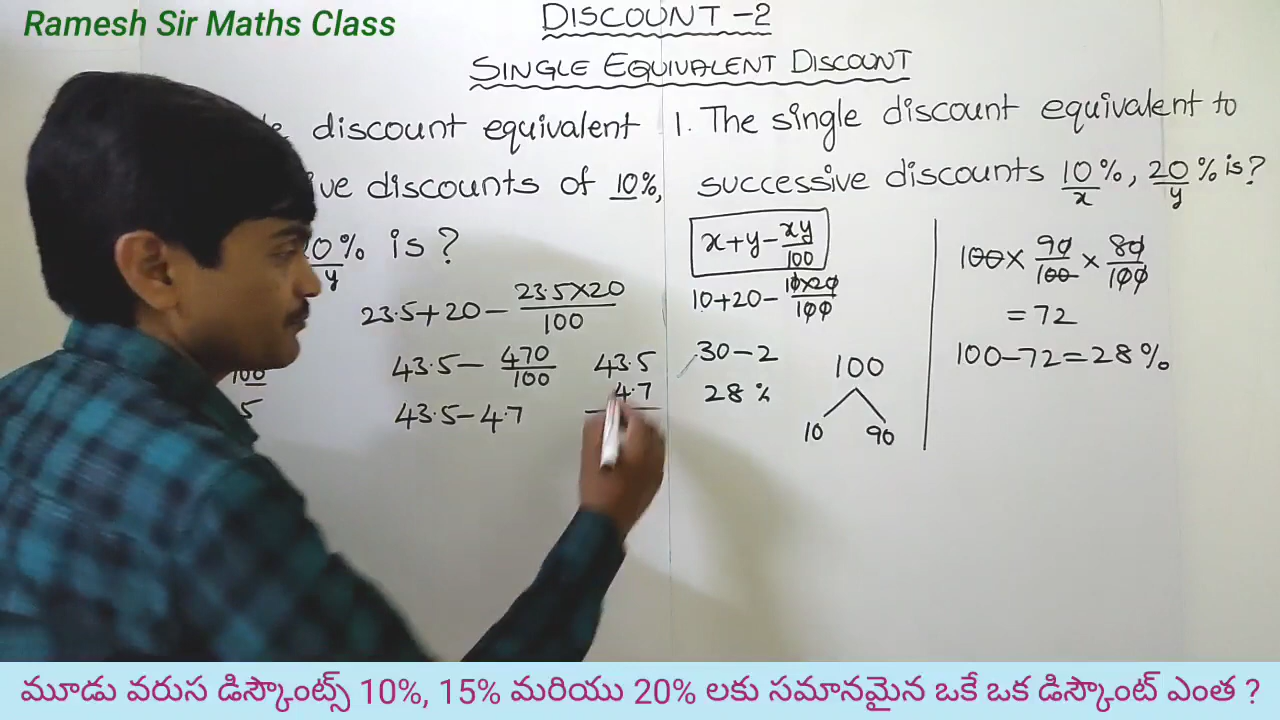 Ramesh Sir Maths Class
DISCOUNT -2
SINGLE EQUIVALENT DISCOUNT
discount equivalent
discounts of 10%,
0% is ?
y
23.5+20-23.5×20/100
43.5-470/100
43.5-4.7
43.5
4.7
100
5
1. The single discount equivalent to
successive discounts 10%, 20% is?
x y
x+y-xy/100
10+20-10×20/100
30-2
28%
100
10 90
100×90/100×80/100
=72
100-72=28%
మూడు వరుస డిస్కౌంట్స్ 10%, 15% మరియు 20% లకు సమానమైన ఒకే ఒక డిస్కౌంట్ ఎంత ?